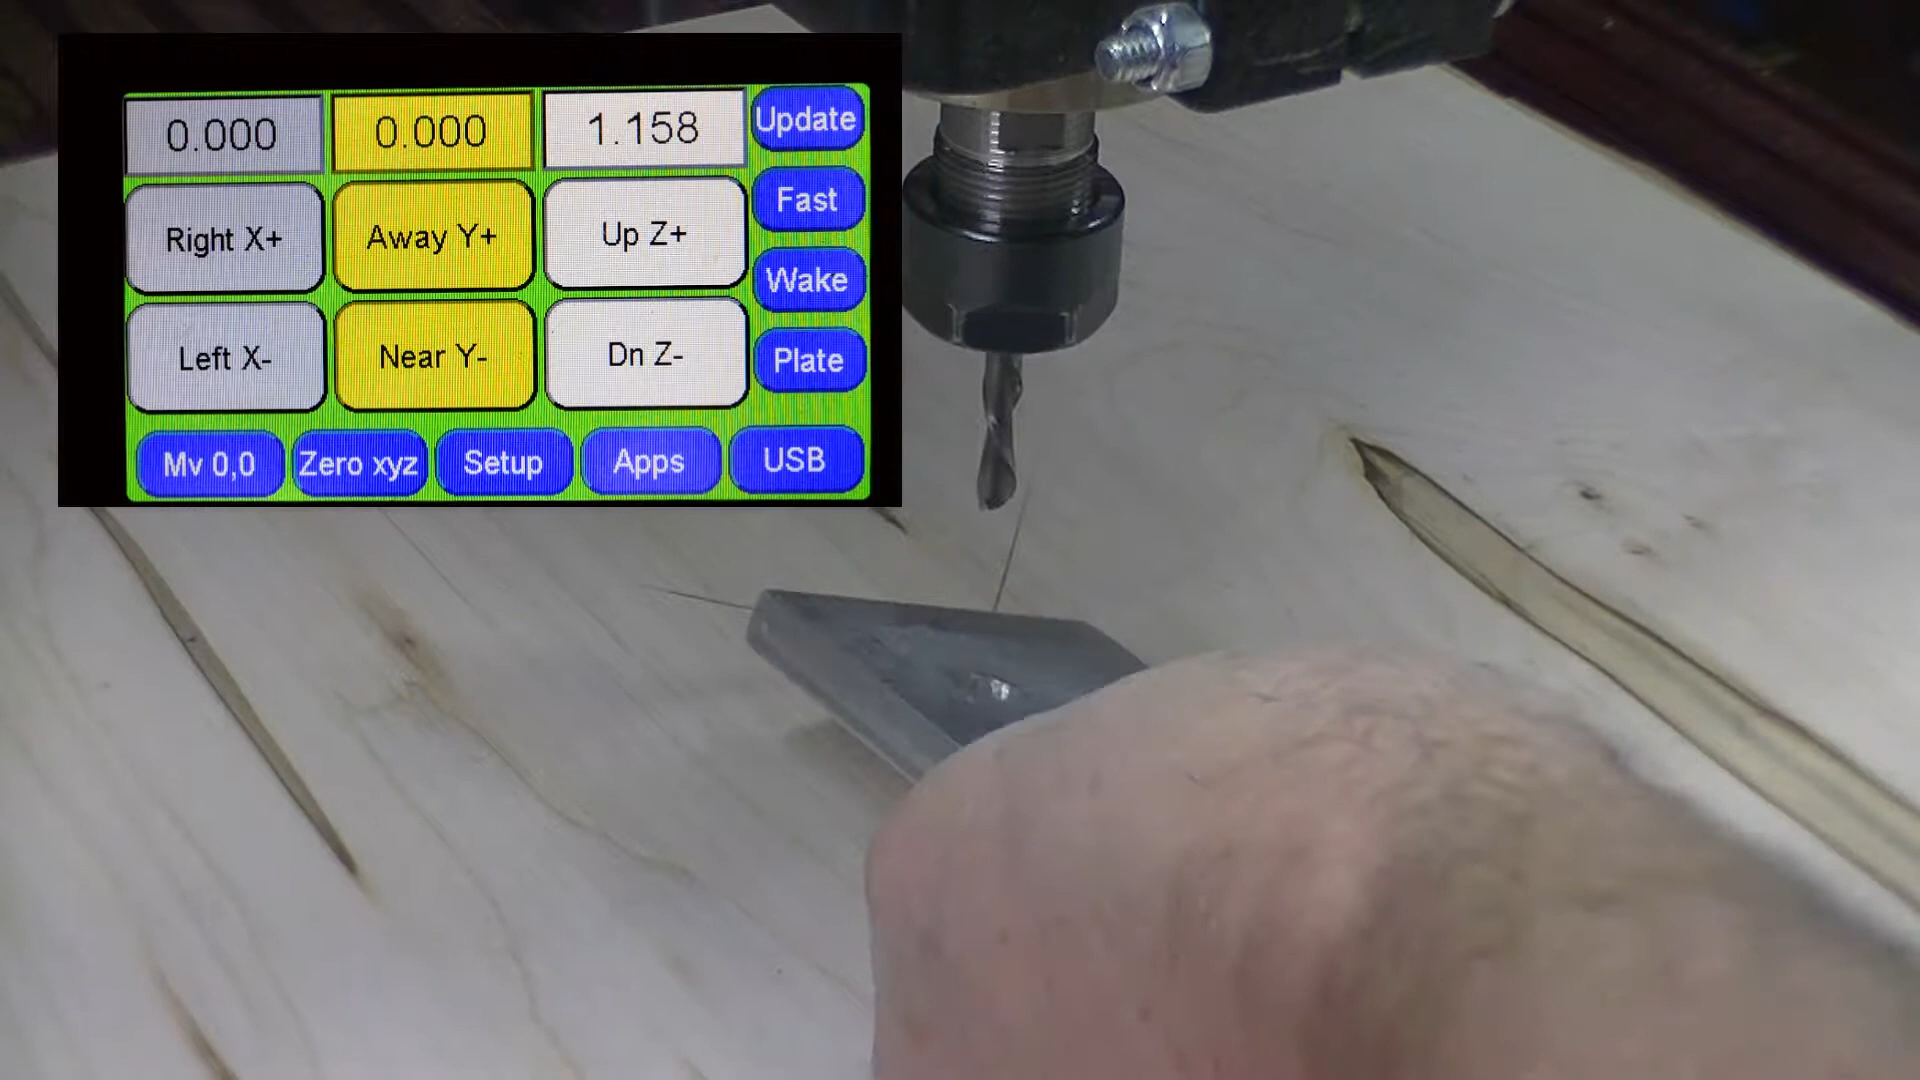 0.000 0.000 1.158 Update
Right X+ Away Y+ Up Z+ Fast
Wake
Left X- Near Y- Dn Z- Plate
Mv 0,0 Zero xyz Setup Apps USB